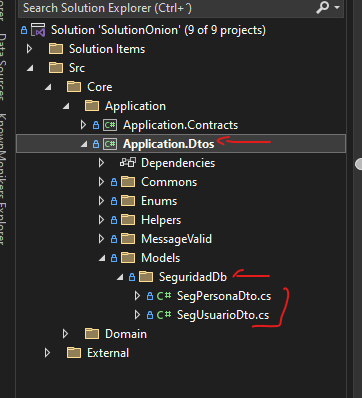 Search Solution Explorer (Ctrl+´)
Solution 'SolutionOnion' (9 of 9 projects)
Solution Items
Src
Core
Application
C# Application.Contracts
C# Application.Dtos
Dependencies
Commons
Enums
Helpers
MessageValid
Models
SeguridadDb
C# SegPersonaDto.cs
C# SegUsuarioDto.cs
Domain
External
Data Sources
KnownMonikers Explorer